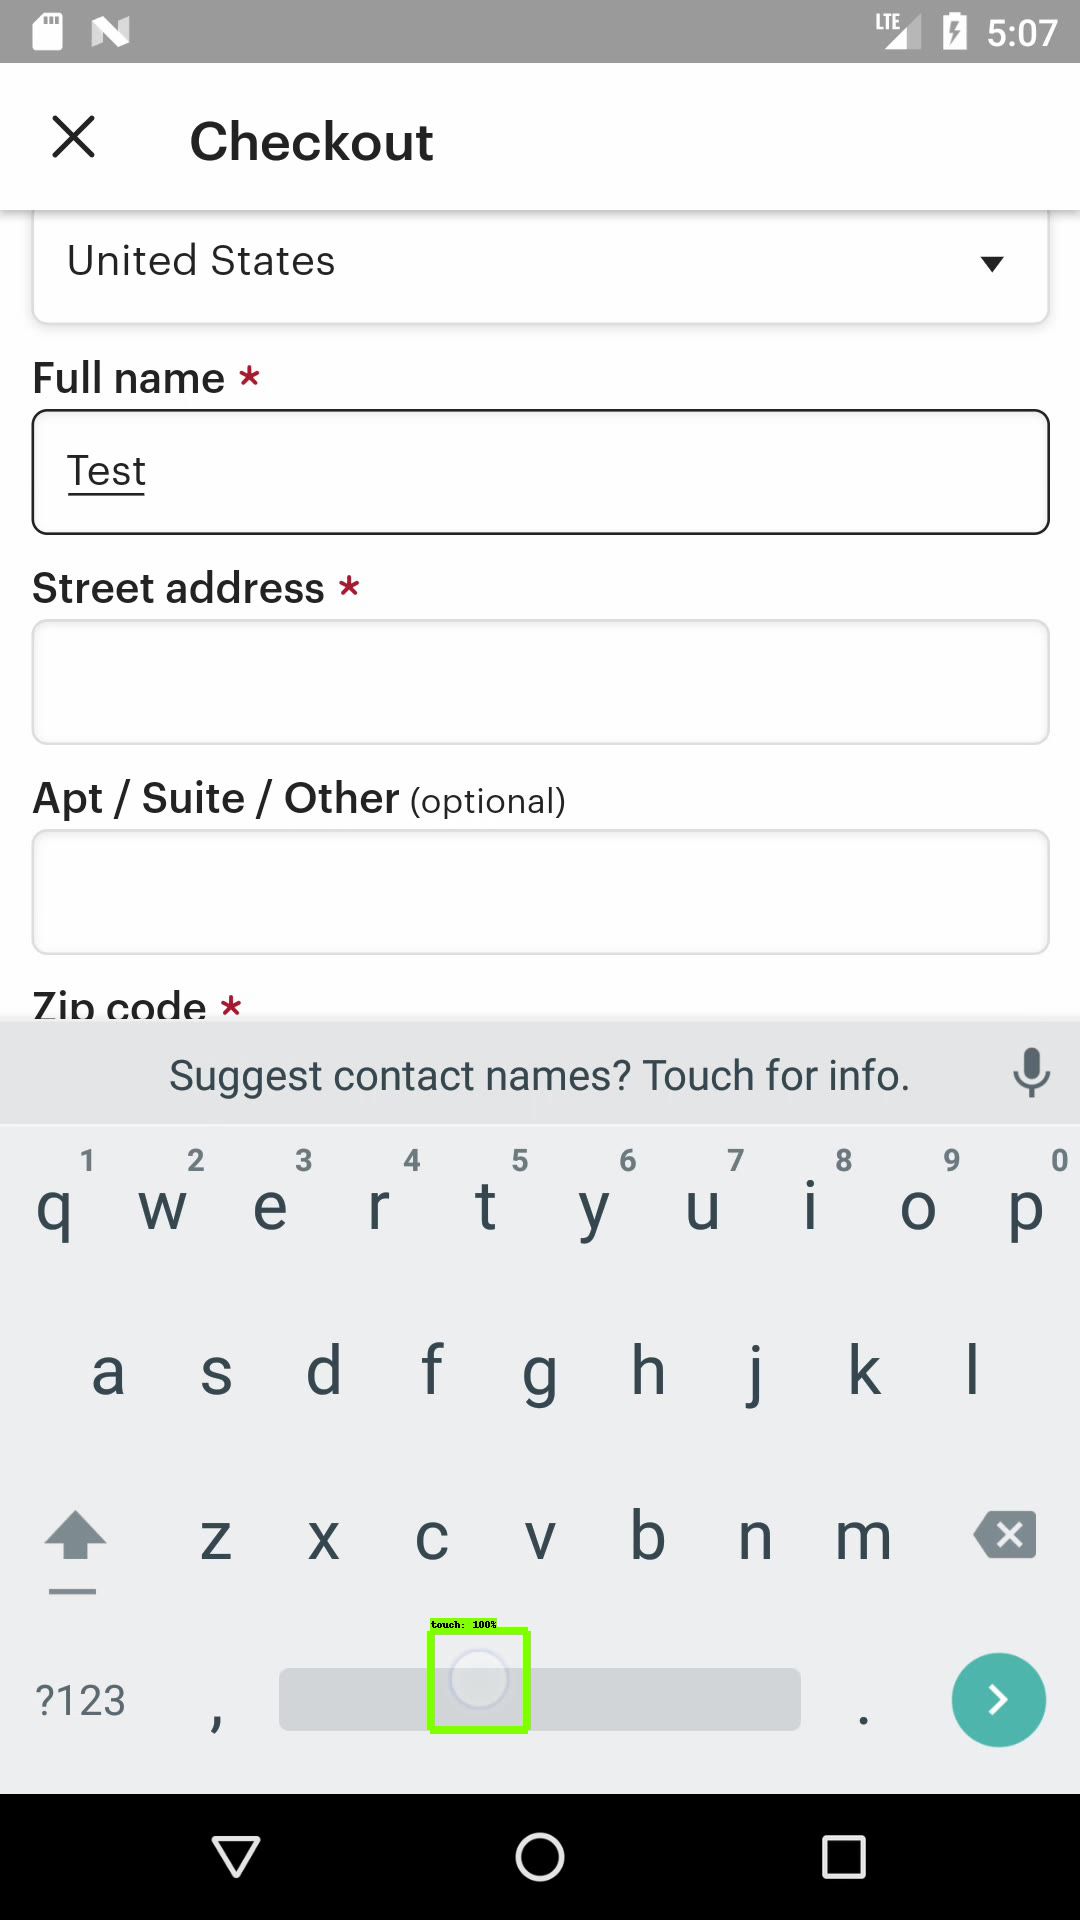 LTE 5:07
Checkout
United States
Full name *
Test
Street address *
Apt / Suite / Other (optional)
Zip code *
Suggest contact names? Touch for info.
1 2 3 4 5 6 7 8 9 0
q w e r t y u i o p
a s d f g h j k l
z x c v b n m
touch: 100%
?123 , .